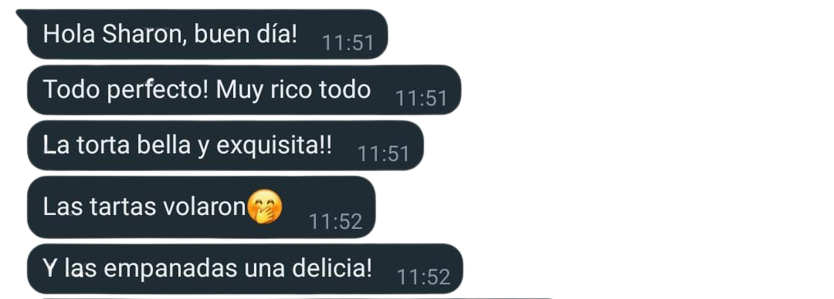 Hola Sharon, buen día! 11:51
Todo perfecto! Muy rico todo 11:51
La torta bella y exquisita!! 11:51
Las tartas volaron🤭 11:52
Y las empanadas una delicia! 11:52